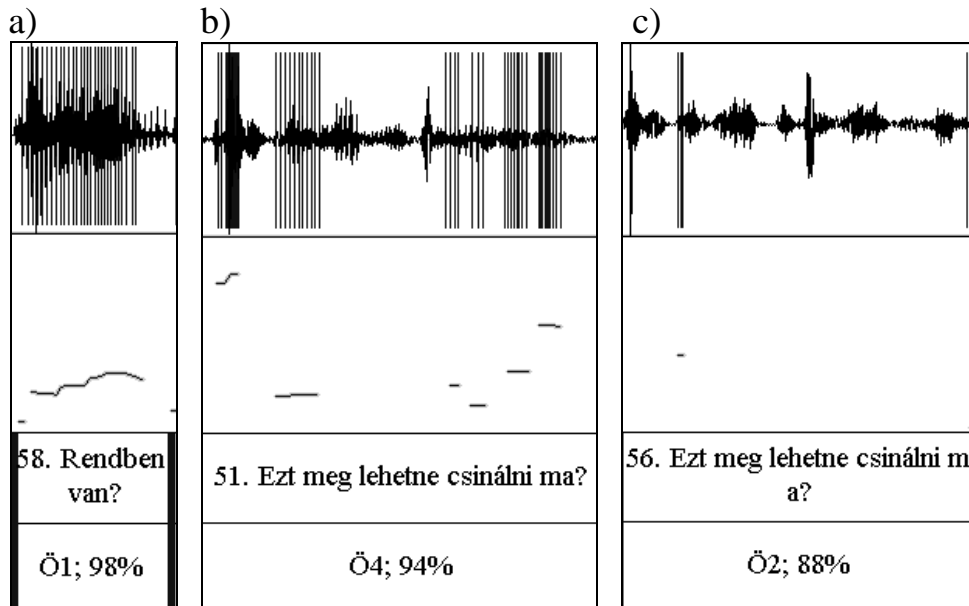 a)
b)
c)
58. Rendben
van?
51. Ezt meg lehetne csinálni ma?
56. Ezt meg lehetne csinálni m
a?
Ö1; 98%
Ö4; 94%
Ö2; 88%